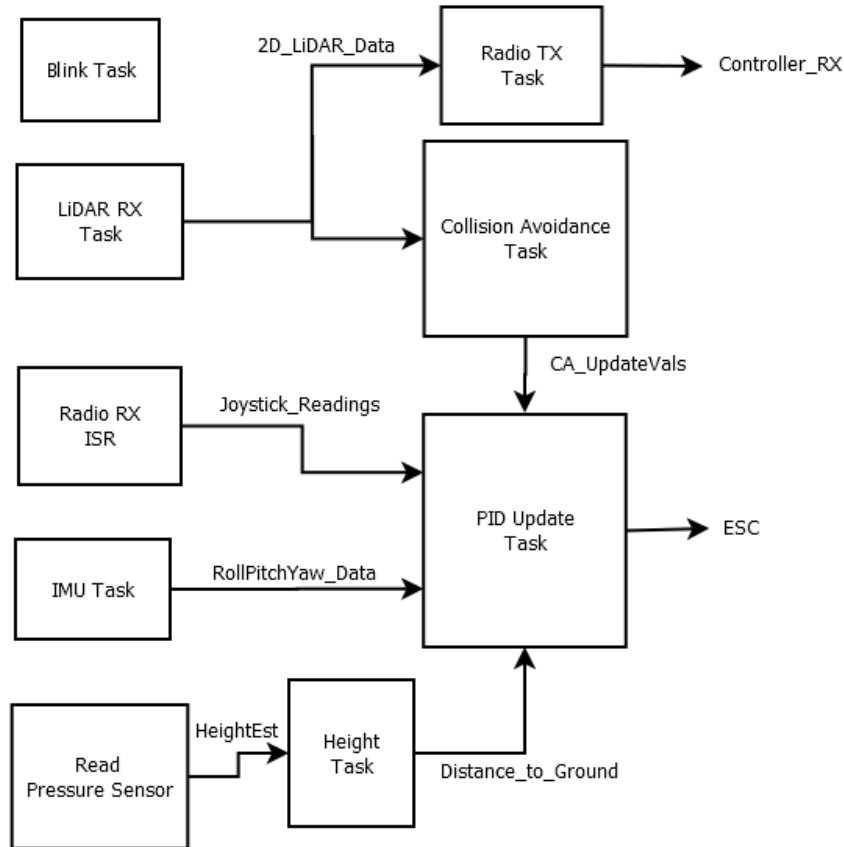 Blink Task
2D_LiDAR_Data
Radio TX
Task
Controller_RX
LiDAR RX
Task
Collision Avoidance
Task
CA_UpdateVals
Radio RX
ISR
Joystick_Readings
PID Update
Task
ESC
IMU Task
RollPitchYaw_Data
Read
Pressure Sensor
HeightEst
Height
Task
Distance_to_Ground